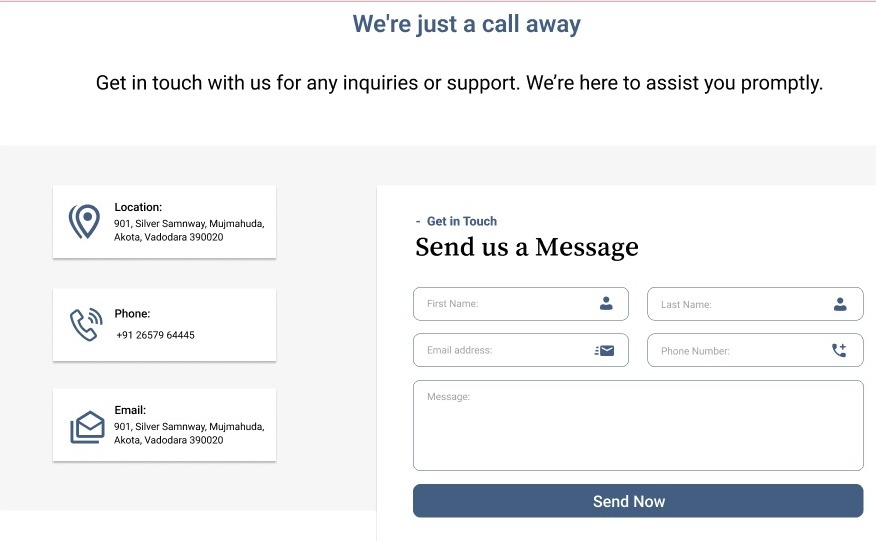 We're just a call away
Get in touch with us for any inquiries or support. We’re here to assist you promptly.
Location:
901, Silver Samnway, Mujmahuda,
Akota, Vadodara 390020
Phone:
+91 26579 64445
Email:
901, Silver Samnway, Mujmahuda,
Akota, Vadodara 390020
- Get in Touch
Send us a Message
First Name:
Last Name:
Email address:
Phone Number:
Message:
Send Now